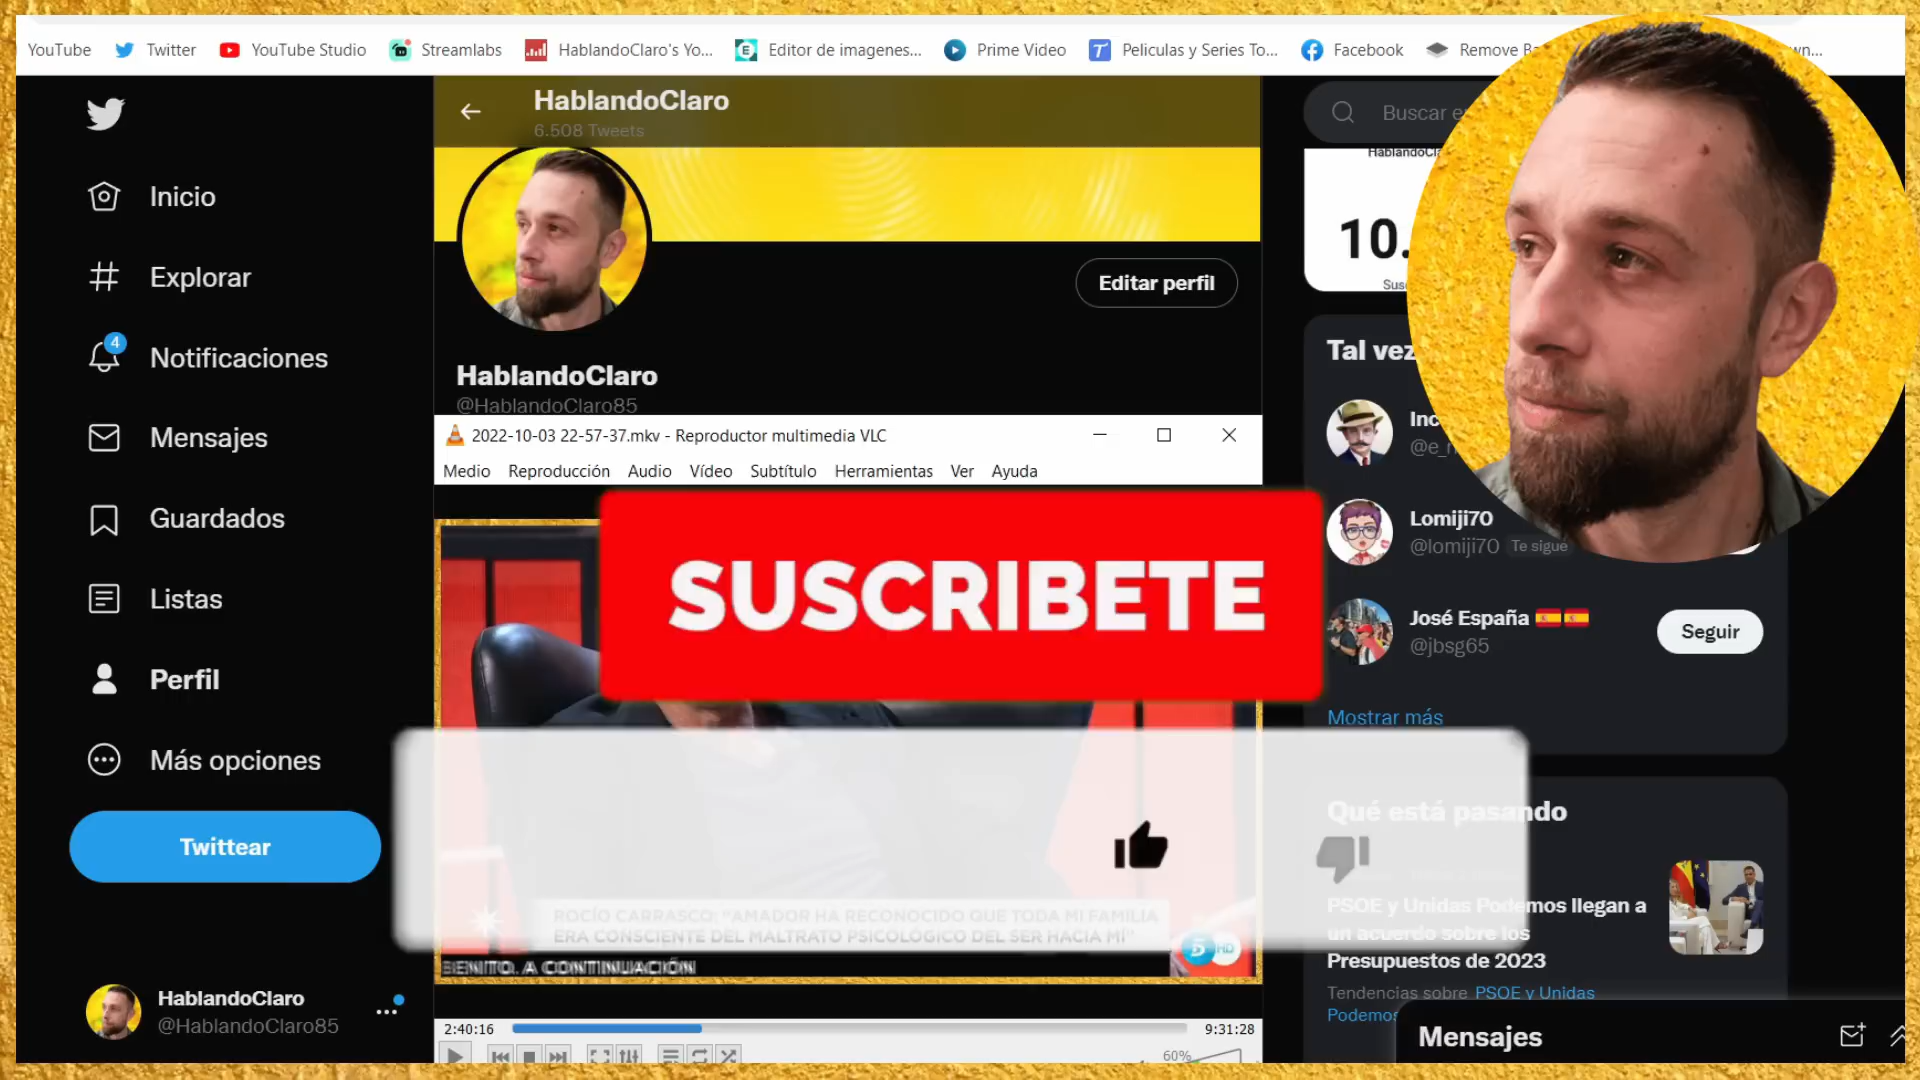 YouTube
Twitter
YouTube Studio
Streamlabs
HablandoClaro's Yo...
Editor de imagenes...
Prime Video
Peliculas y Series To...
Facebook
Remove
HablandoClaro
6.508 Tweets
Buscar
Inicio
Explorar
4
Notificaciones
Mensajes
Guardados
Listas
Perfil
Más opciones
Twittear
HablandoClaro
@HablandoClaro85
Editar perfil
HablandoClaro
@HablandoClaro85
2022-10-03 22-57-37.mkv - Reproductor multimedia VLC
Medio Reproducción Audio Vídeo Subtítulo Herramientas Ver Ayuda
SUSCRIBETE
ROCÍO CARRASCO: "AMADOR HA RECONOCIDO QUE TODA MI FAMILIA
ERA CONSCIENTE DEL MALTRATO PSICOLÓGICO DEL SER HACIA MÍ"
BENITO. A CONTINUACIÓN
5 HD
2:40:16
9:31:28
60%
10.
Tal vez
Lomiji70
@lomiji70 Te sigue
José España
@jbsg65
Seguir
Mostrar más
Qué está pasando
PSOE y Unidas Podemos llegan a
un acuerdo sobre los
Presupuestos de 2023
Tendencias sobre PSOE y Unidas
Podemos
Mensajes